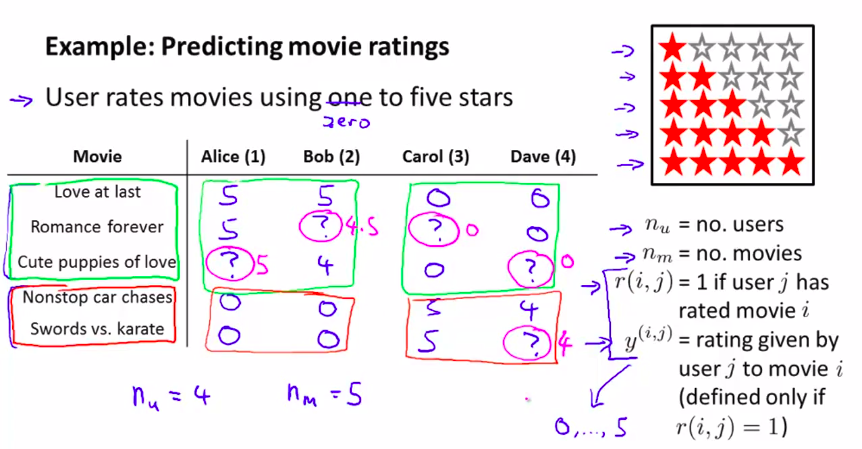 Example: Predicting movie ratings
→ User rates movies using one to five stars
zero
Movie Alice (1) Bob (2) Carol (3) Dave (4)
Love at last 5 5 0 0
Romance forever 5 ? 4.5 ? 0 0
Cute puppies of love ? 5 4 0 ? 0
Nonstop car chases 0 0 5 4
Swords vs. karate 0 0 5 ? 4
n_u = 4 n_m = 5
→ n_u = no. users
→ n_m = no. movies
→ r(i, j) = 1 if user j has
rated movie i
→ y^(i,j) = rating given by
user j to movie i
(defined only if
r(i, j) = 1)
0, ..., 5